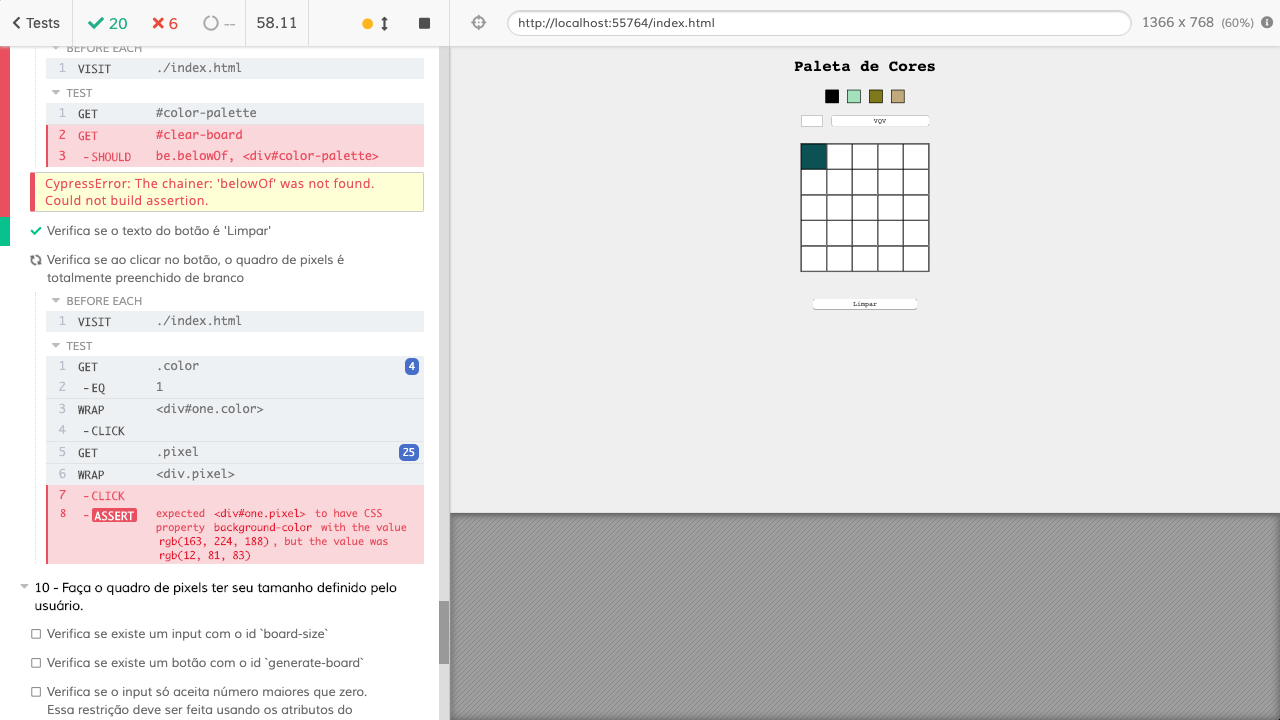 Tests
20
6
--
58.11
http://localhost:55764/index.html
1366 x 768 (60%)
BEFORE EACH
1 VISIT ./index.html
TEST
1 GET #color-palette
2 GET #clear-board
3 -SHOULD be.belowOf, <div#color-palette>
CypressError: The chainer: 'belowOf' was not found.
Could not build assertion.
Verifica se o texto do botão é 'Limpar'
Verifica se ao clicar no botão, o quadro de pixels é
totalmente preenchido de branco
BEFORE EACH
1 VISIT ./index.html
TEST
1 GET .color 4
2 -EQ 1
3 WRAP <div#one.color>
4 -CLICK
5 GET .pixel 25
6 WRAP <div.pixel>
7 -CLICK
8 -ASSERT expected <div#one.pixel> to have CSS
property background-color with the value
rgb(163, 224, 188), but the value was
rgb(12, 81, 83)
10 - Faça o quadro de pixels ter seu tamanho definido pelo
usuário.
Verifica se existe um input com o id `board-size`
Verifica se existe um botão com o id `generate-board`
Verifica se o input só aceita número maiores que zero.
Essa restrição deve ser feita usando os atributos do
Paleta de Cores
VQV
Limpar